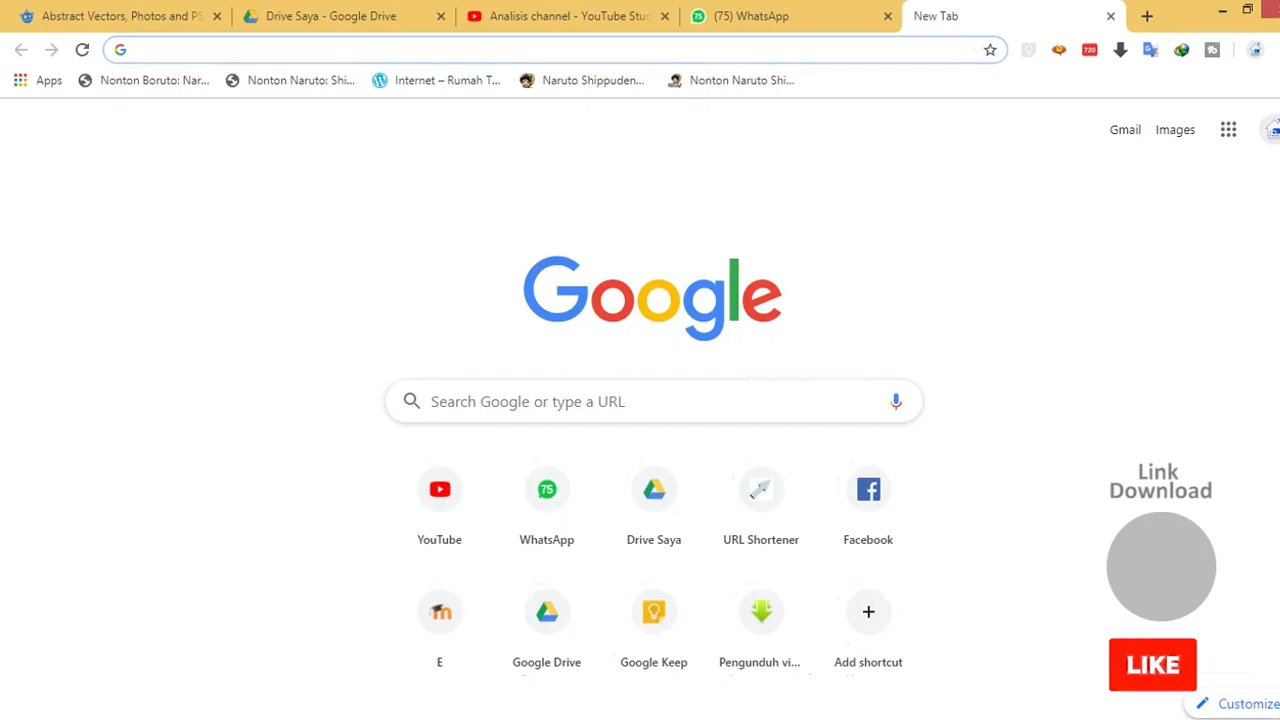 Abstract Vectors, Photos and PS
Drive Saya - Google Drive
Analisis channel - YouTube Stud
(75) WhatsApp
New Tab
Apps
Nonton Boruto: Nar...
Nonton Naruto: Shi...
Internet – Rumah T...
Naruto Shippuden...
Nonton Naruto Shi...
720
Gmail
Images
Google
Search Google or type a URL
75
YouTube
WhatsApp
Drive Saya
URL Shortener
Facebook
E
Google Drive
Google Keep
Pengunduh vi...
Add shortcut
Link
Download
LIKE
Customize